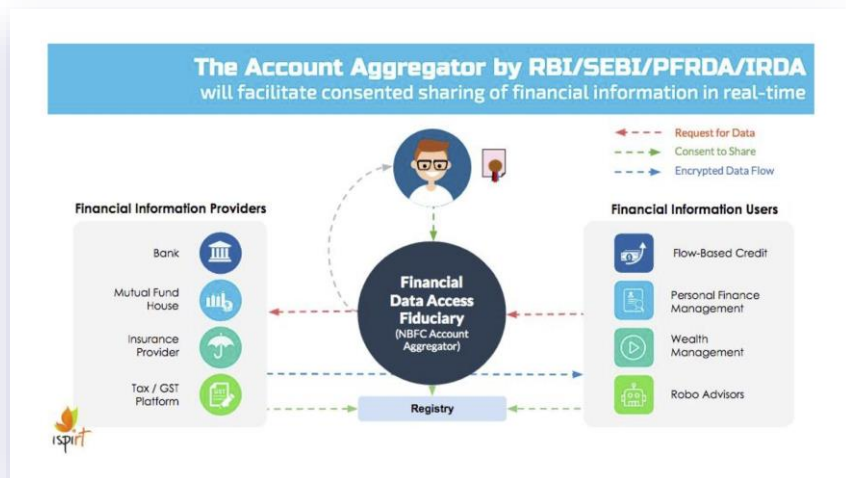 The Account Aggregator by RBI/SEBI/PFRDA/IRDA
will facilitate consented sharing of financial information in real-time
Request for Data
Consent to Share
Encrypted Data Flow
Financial Information Providers
Bank
Mutual Fund
House
Insurance
Provider
Tax / GST
Platform
Financial
Data Access
Fiduciary
(NBFC Account
Aggregator)
Registry
Financial Information Users
Flow-Based Credit
Personal Finance
Management
Wealth
Management
Robo Advisors
ispirt